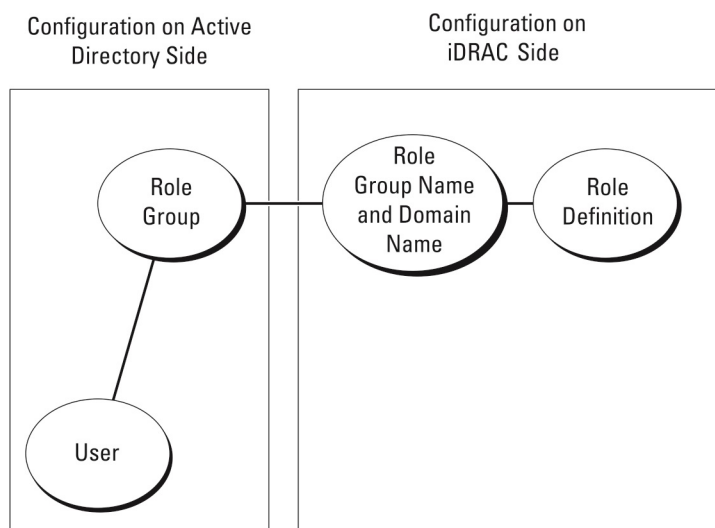 Configuration on Active
Directory Side
Configuration on
iDRAC Side
Role
Group
Role
Group Name
and Domain
Name
Role
Definition
User